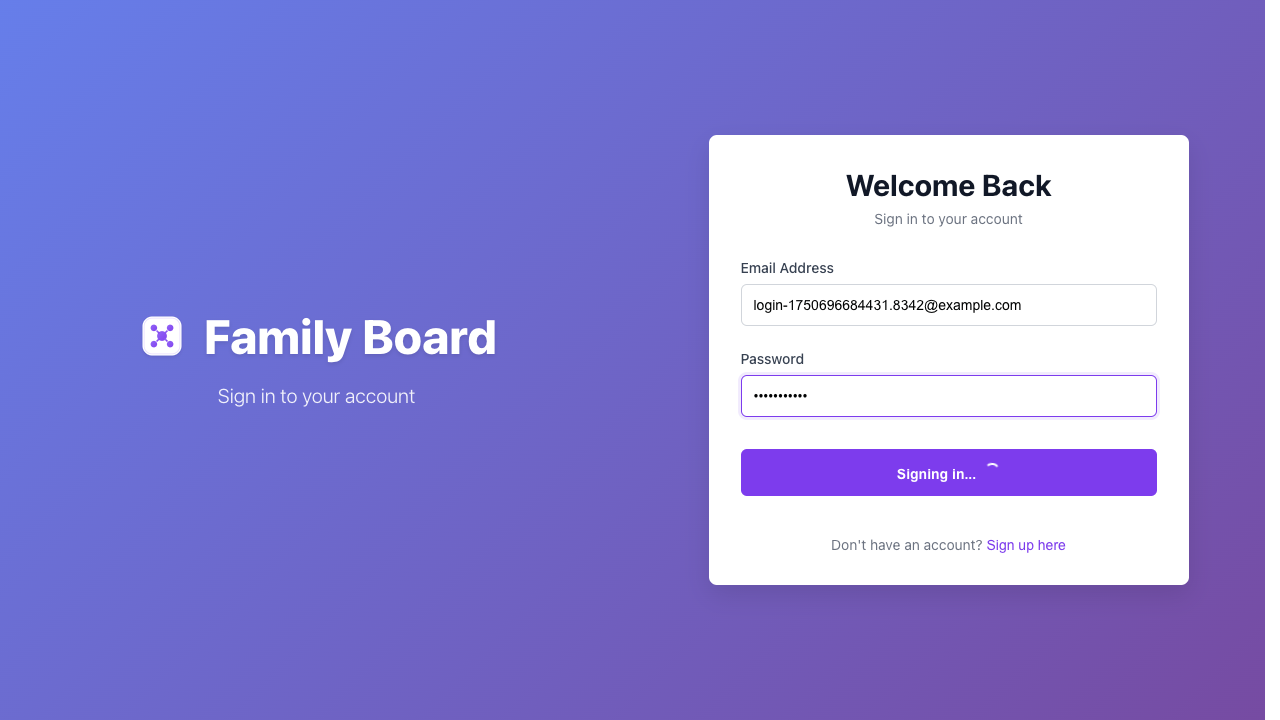 Family Board
Sign in to your account
Welcome Back
Sign in to your account
Email Address
login-1750696684431.8342@example.com
Password
•••••••••••
Signing in...
Don't have an account? Sign up here